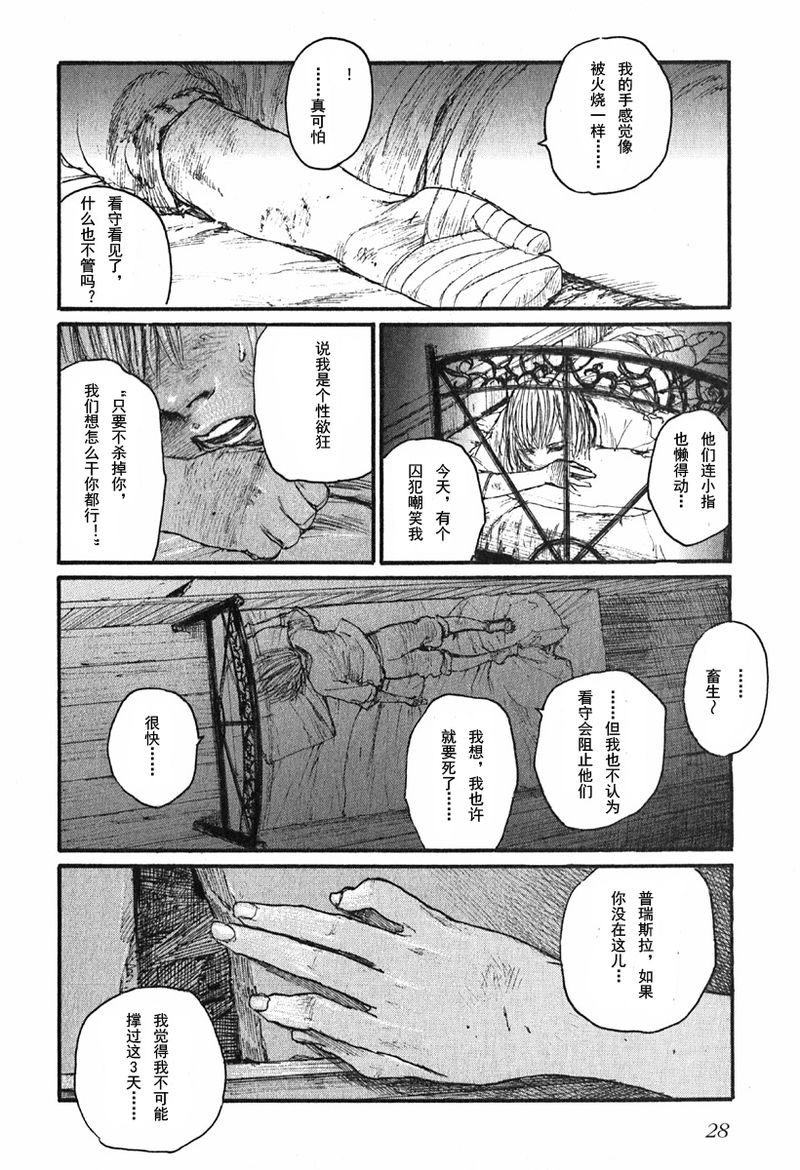 我的手感觉像
被火烧一样……
！
……真可怕
看守看见了，
什么也不管吗？
他们连小指
也懒得动…
今天，有个
囚犯嘲笑我
说我是个性欲狂
“只要不杀掉你，
我们想怎么干你都行！”
……
畜生～
……但我也不认为
看守会阻止他们
我想，我也许
就要死了……
很快……
普瑞斯拉，如果
你没在这儿…
我觉得我不可能
撑过这3天……
28